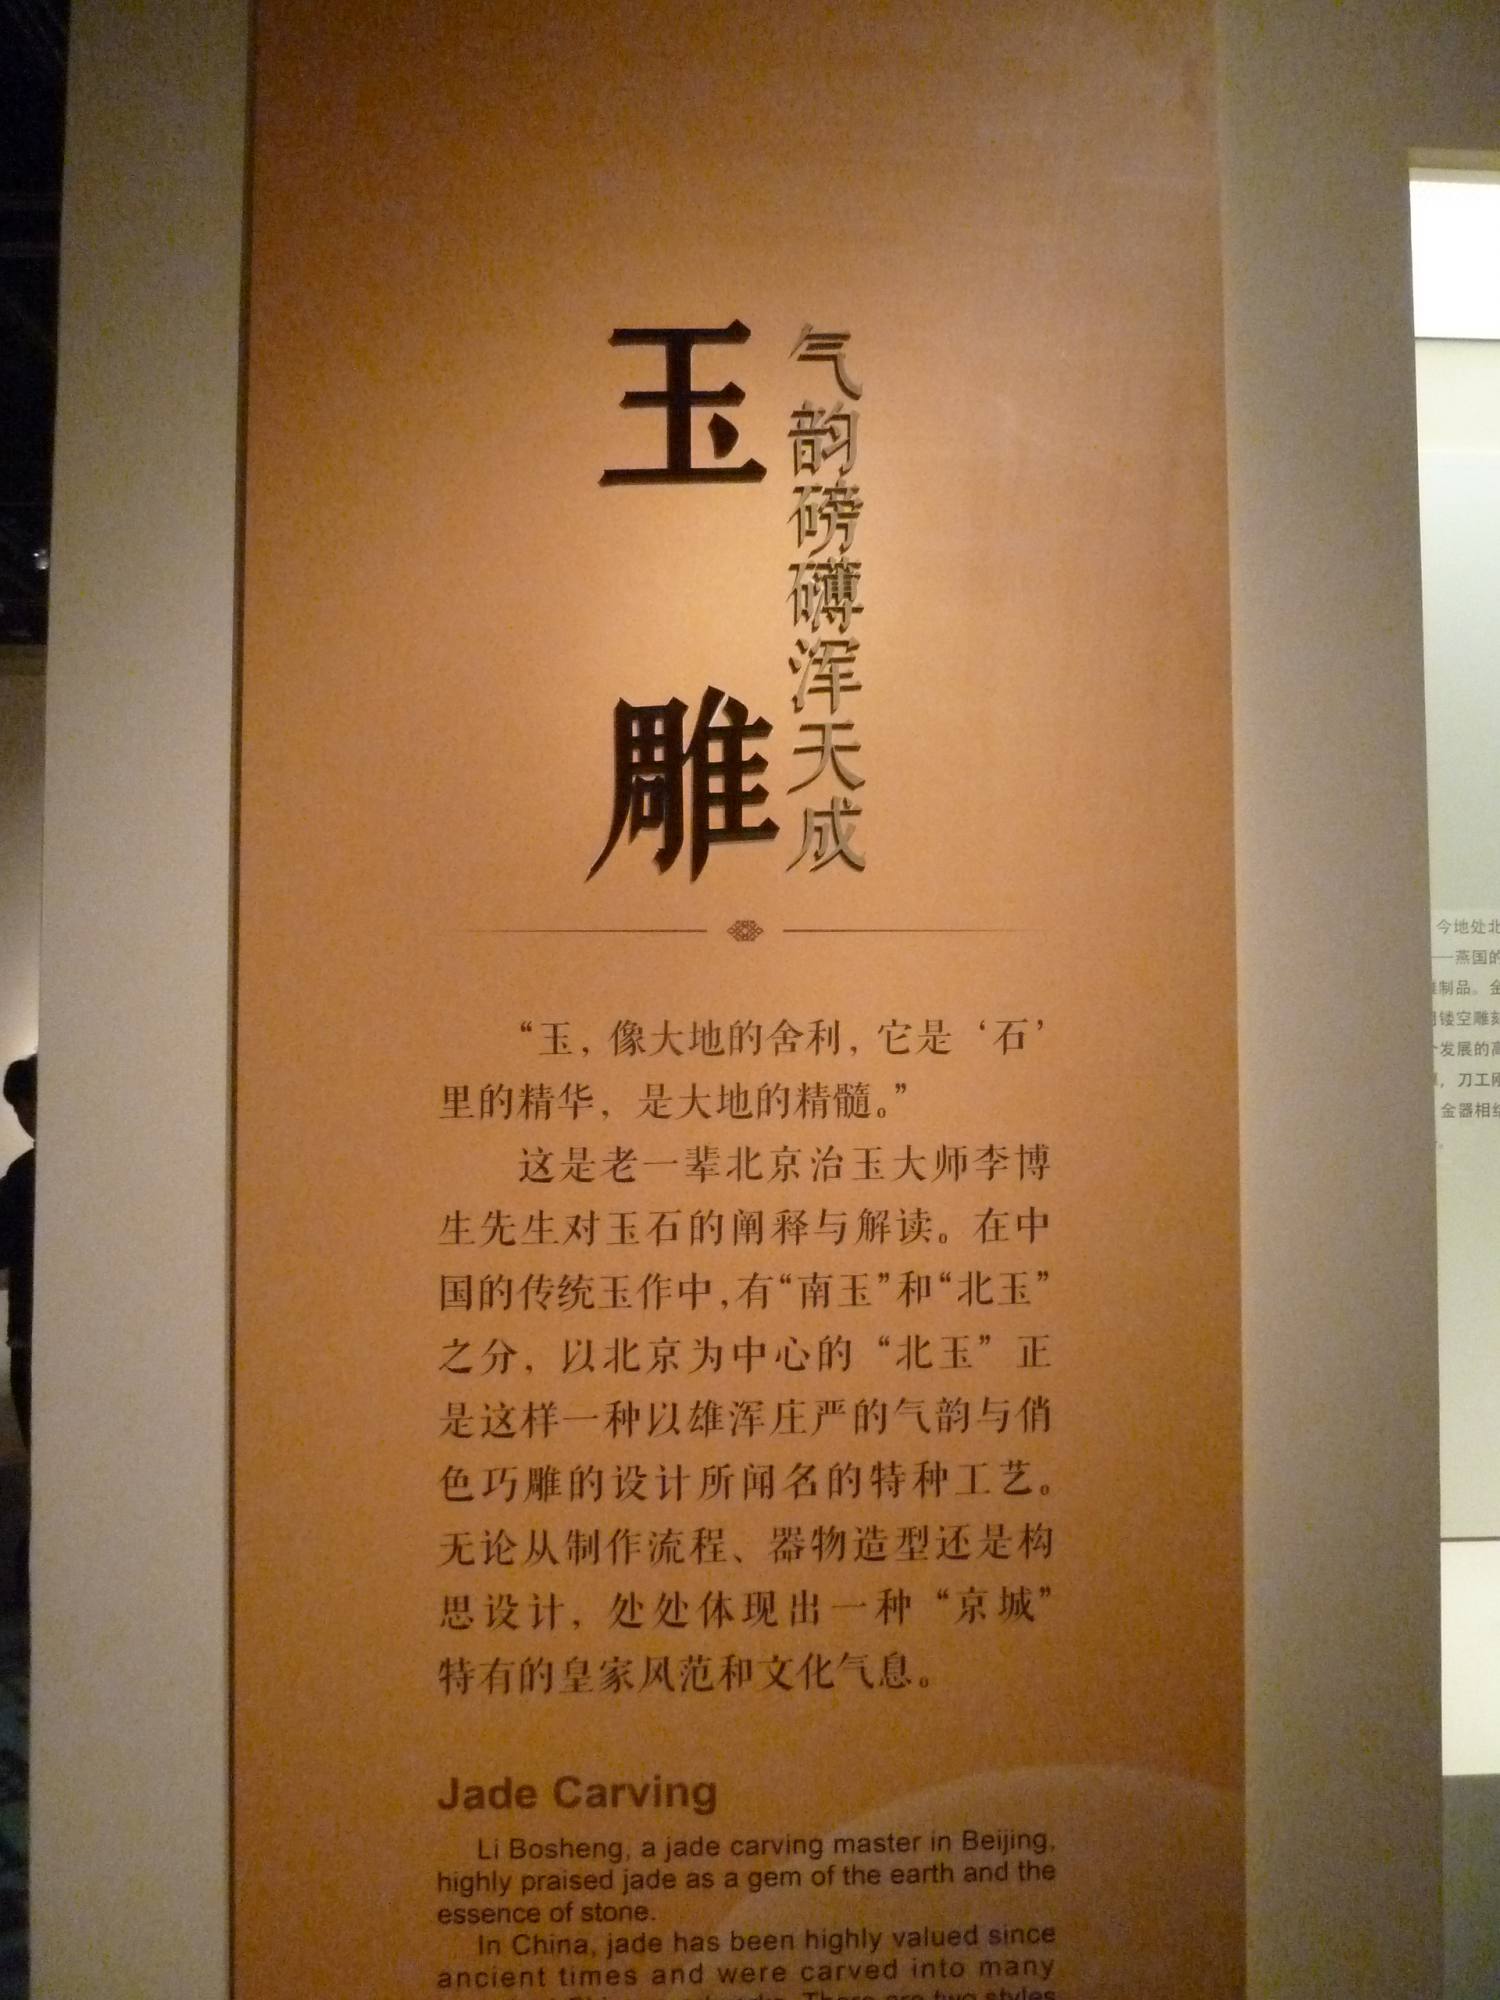 玉雕
气韵磅礴浑天成
“玉，像大地的舍利，它是‘石’
里的精华，是大地的精髓。”
这是老一辈北京治玉大师李博
生先生对玉石的阐释与解读。在中
国的传统玉作中，有“南玉”和“北玉”
之分，以北京为中心的“北玉”正
是这样一种以雄浑庄严的气韵与俏
色巧雕的设计所闻名的特种工艺。
无论从制作流程、器物造型还是构
思设计，处处体现出一种“京城”
特有的皇家风范和文化气息。
Jade Carving
Li Bosheng, a jade carving master in Beijing,
highly praised jade as a gem of the earth and the
essence of stone.
In China, jade has been highly valued since
ancient times and were carved into many
There are two styles
今地处北
——燕国的
制品。金
镂空雕刻
发展的高
，刀工刚
金器相结